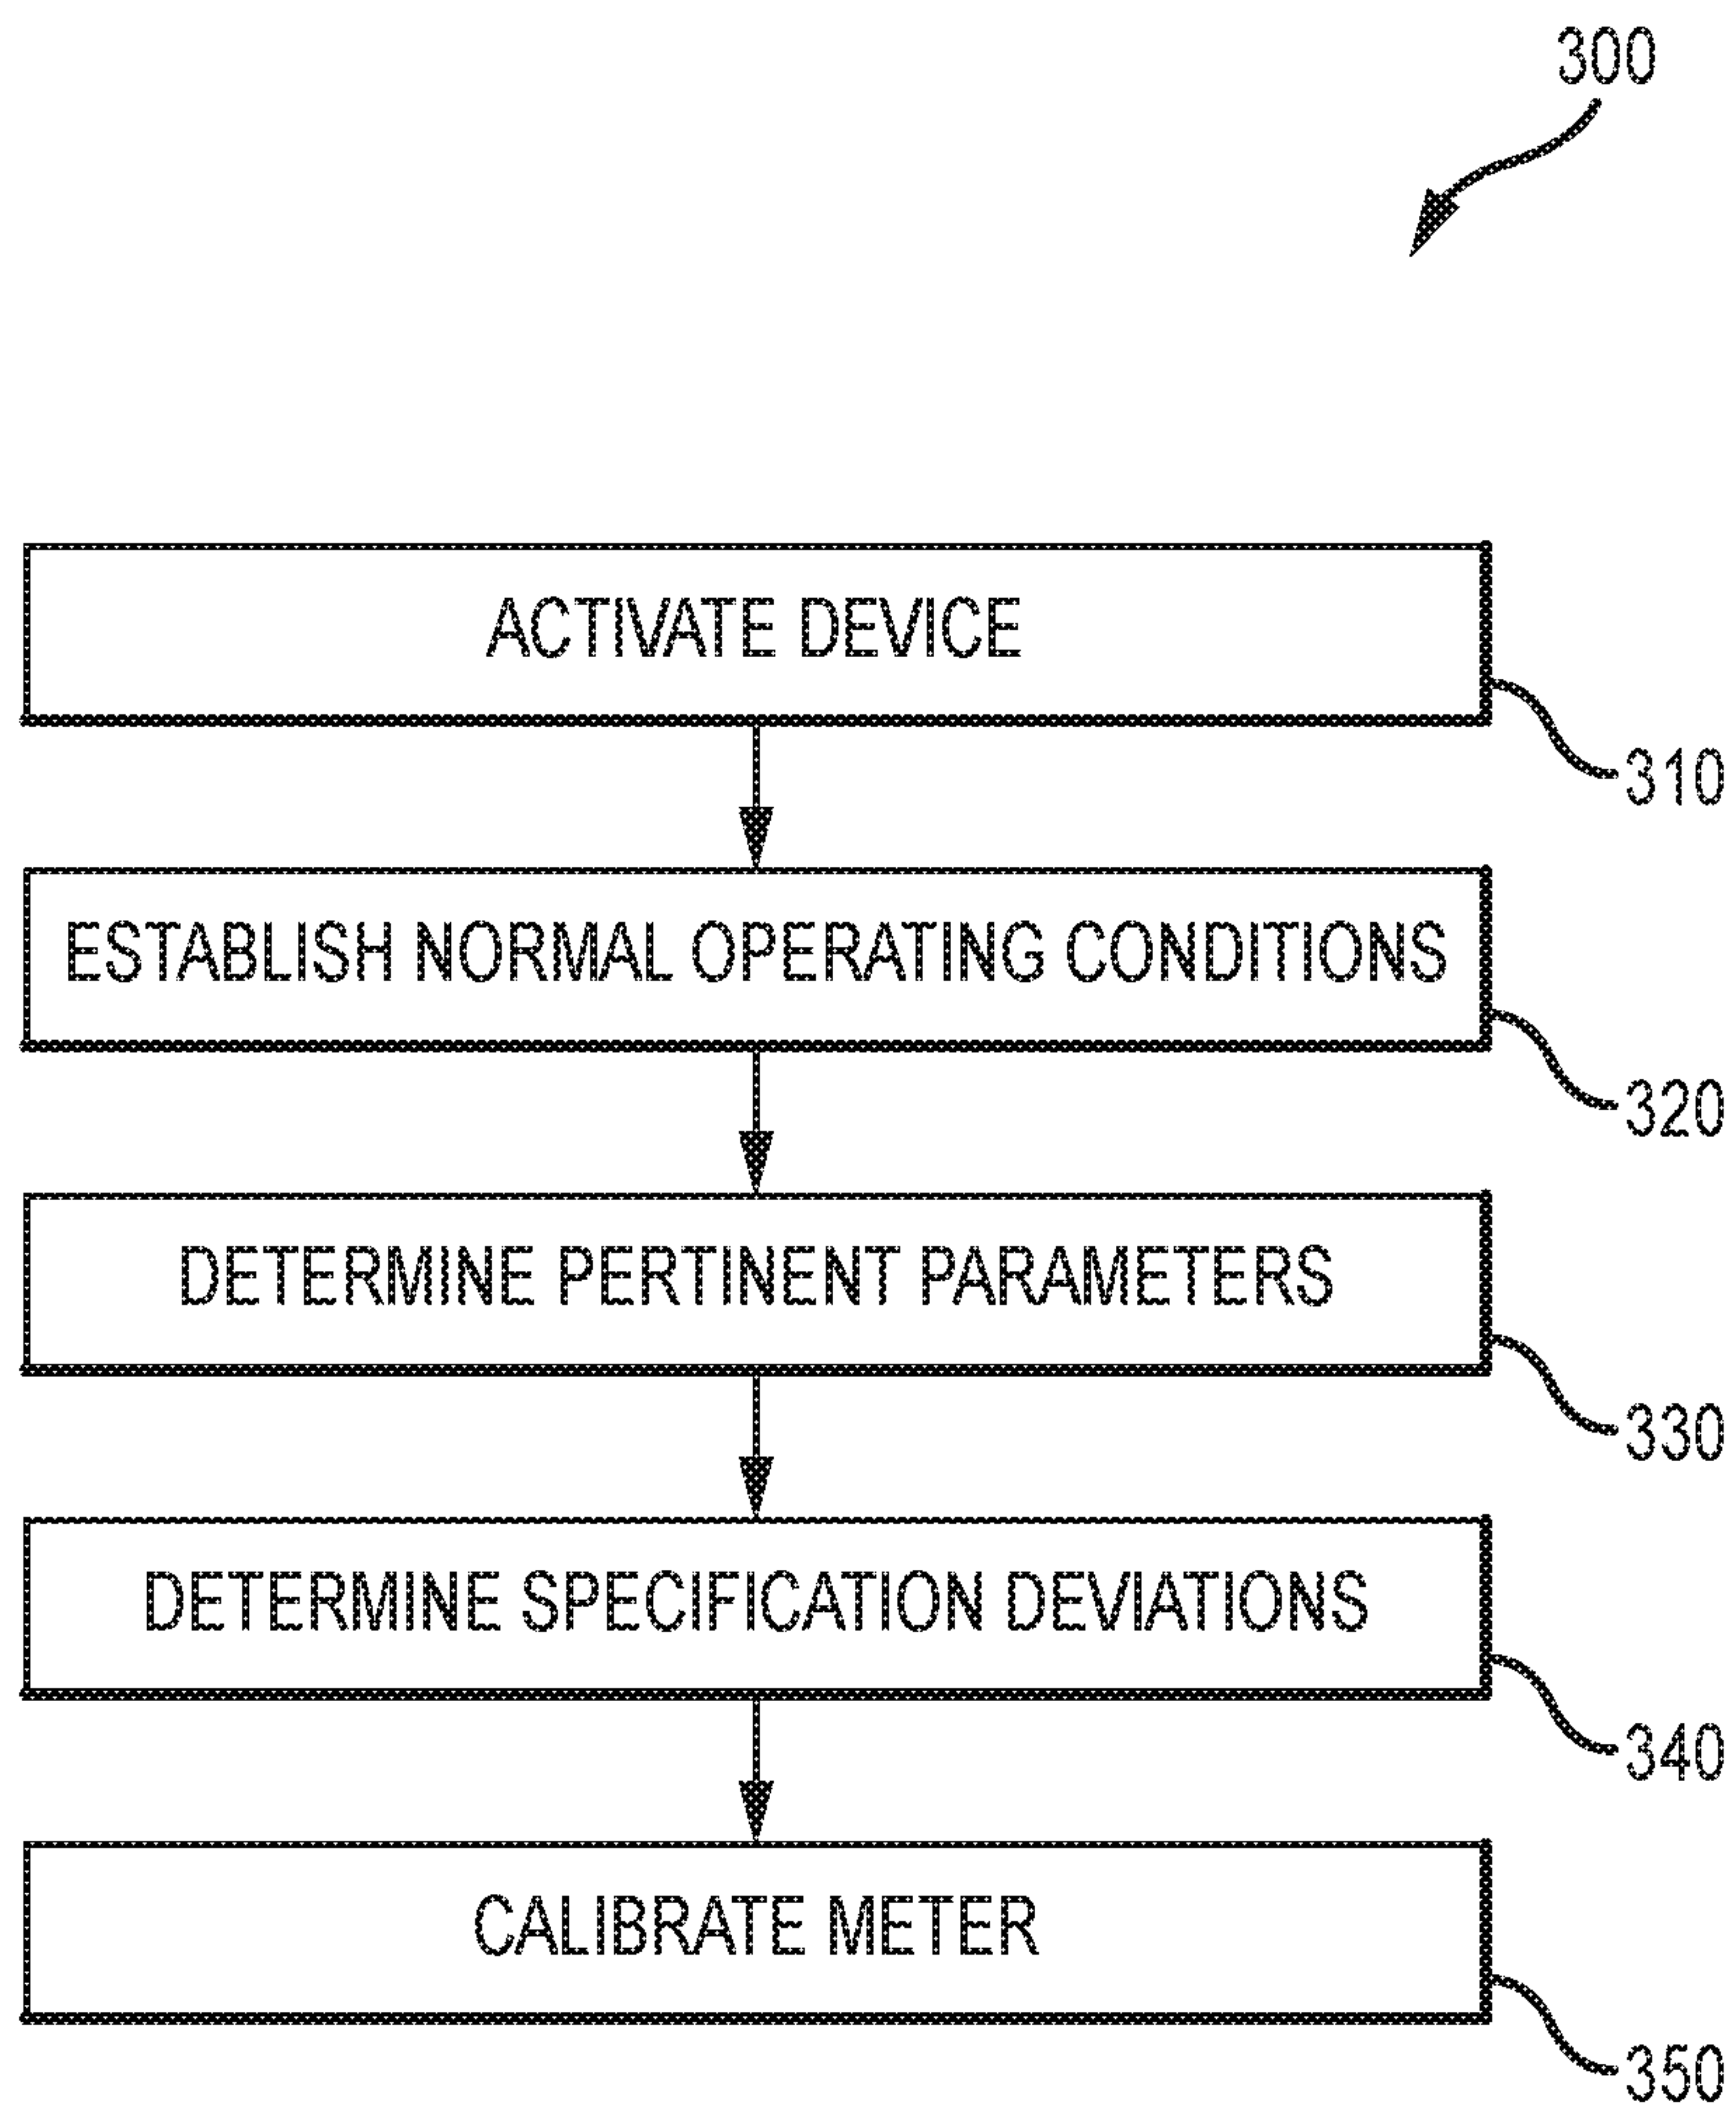 300
ACTIVATE DEVICE
310
ESTABLISH NORMAL OPERATING CONDITIONS
320
DETERMINE PERTINENT PARAMETERS
330
DETERMINE SPECIFICATION DEVIATIONS
340
CALIBRATE METER
350